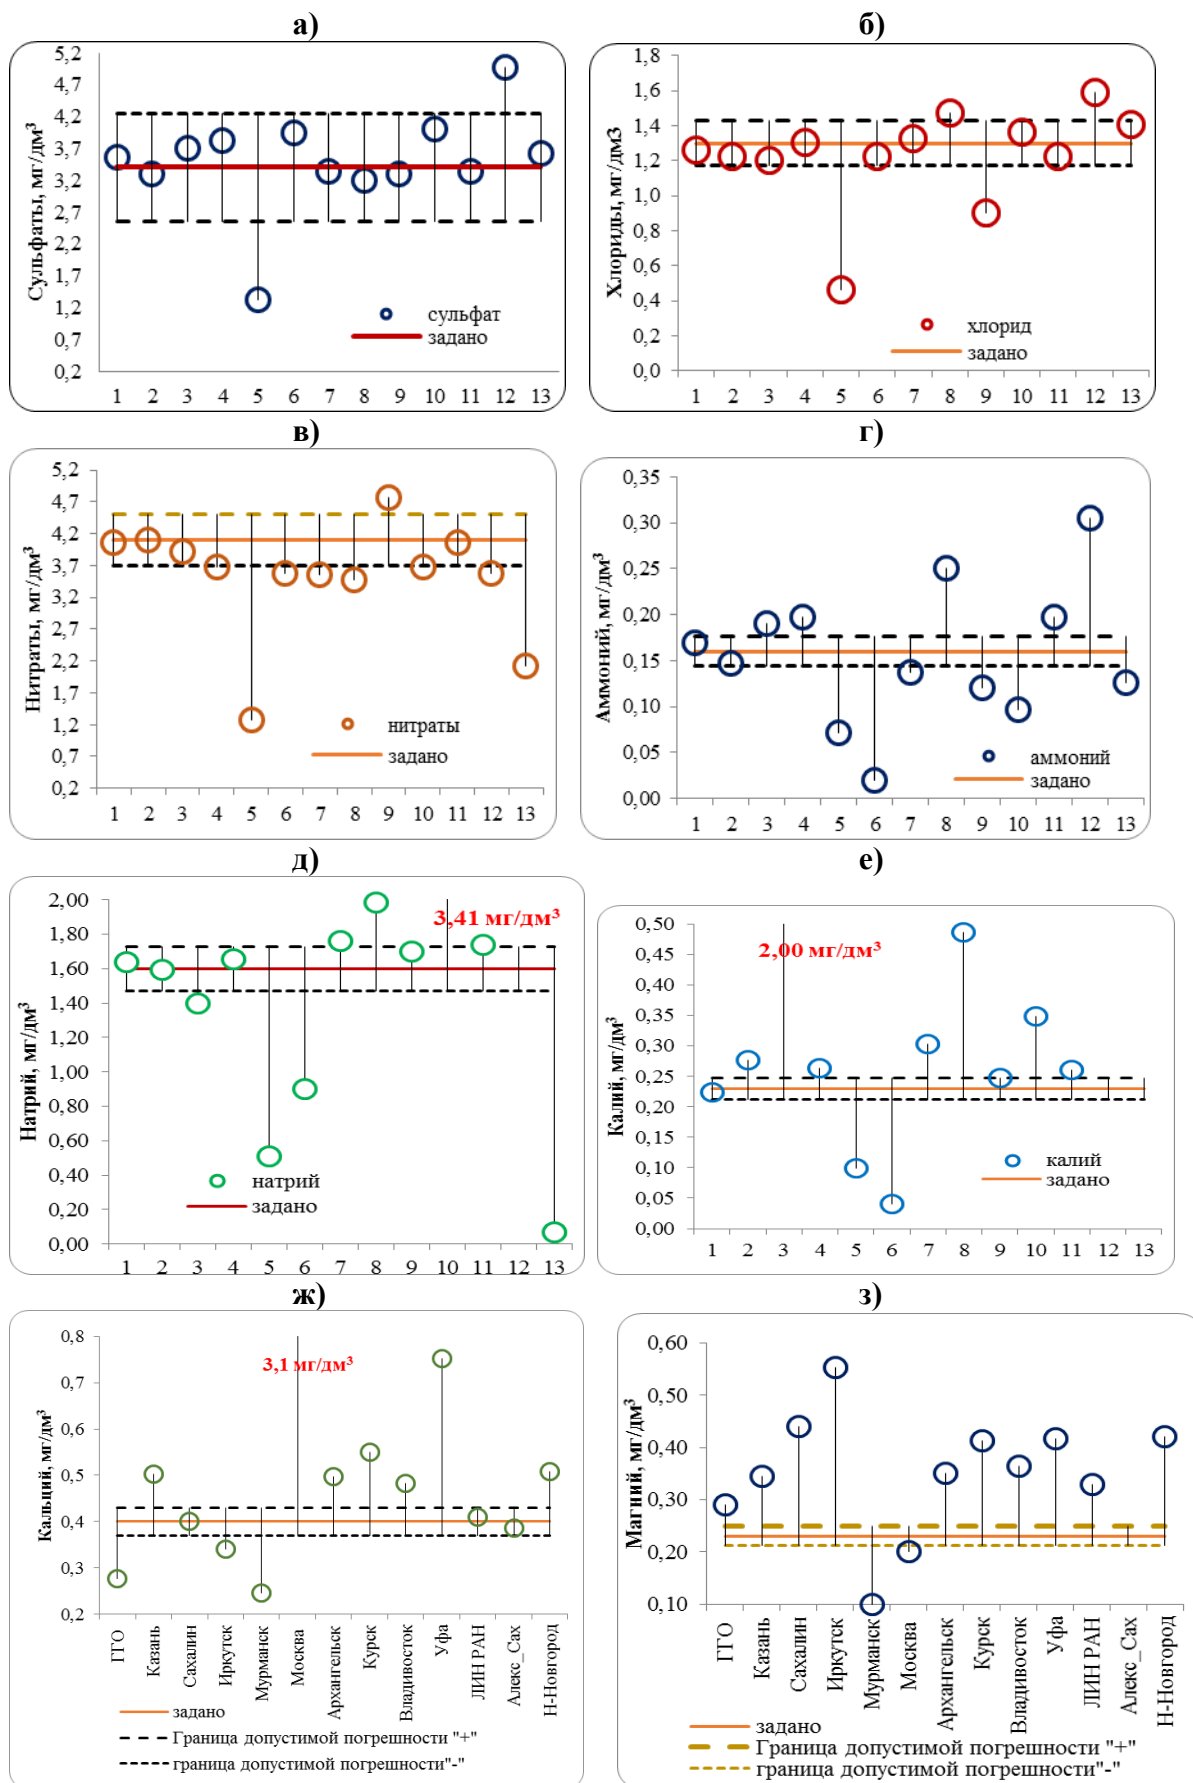 а)
Сульфаты, мг/дм³
5,2
4,7
4,2
3,7
3,2
2,7
2,2
1,7
1,2
0,7
0,2
сульфат
задано
1 2 3 4 5 6 7 8 9 10 11 12 13
б)
Хлориды, мг/дм3
1,8
1,6
1,4
1,2
1,0
0,8
0,6
0,4
0,2
0,0
хлорид
задано
1 2 3 4 5 6 7 8 9 10 11 12 13
в)
Нитраты, мг/дм³
5,2
4,7
4,2
3,7
3,2
2,7
2,2
1,7
1,2
0,7
0,2
нитраты
задано
1 2 3 4 5 6 7 8 9 10 11 12 13
г)
Аммоний, мг/дм³
0,35
0,30
0,25
0,20
0,15
0,10
0,05
0,00
аммоний
задано
1 2 3 4 5 6 7 8 9 10 11 12 13
д)
Натрий, мг/дм³
2,00
1,80
1,60
1,40
1,20
1,00
0,80
0,60
0,40
0,20
0,00
3,41 мг/дм³
натрий
задано
1 2 3 4 5 6 7 8 9 10 11 12 13
е)
Калий, мг/дм³
0,50
0,45
0,40
0,35
0,30
0,25
0,20
0,15
0,10
0,05
0,00
2,00 мг/дм³
калий
задано
1 2 3 4 5 6 7 8 9 10 11 12 13
ж)
Кальций, мг/дм³
0,8
0,7
0,6
0,5
0,4
0,3
0,2
3,1 мг/дм³
ГГО
Казань
Сахалин
Иркутск
Мурманск
Москва
Архангельск
Курск
Владивосток
Уфа
ЛИН РАН
Алекс_Сах
Н-Новгород
задано
Граница допустимой погрешности "+"
граница допустимой погрешности"-"
з)
Магний, мг/дм³
0,60
0,50
0,40
0,30
0,20
0,10
ГГО
Казань
Сахалин
Иркутск
Мурманск
Москва
Архангельск
Курск
Владивосток
Уфа
ЛИН РАН
Алекс_Сах
Н-Новгород
задано
Граница допустимой погрешности "+"
граница допустимой погрешности"-"